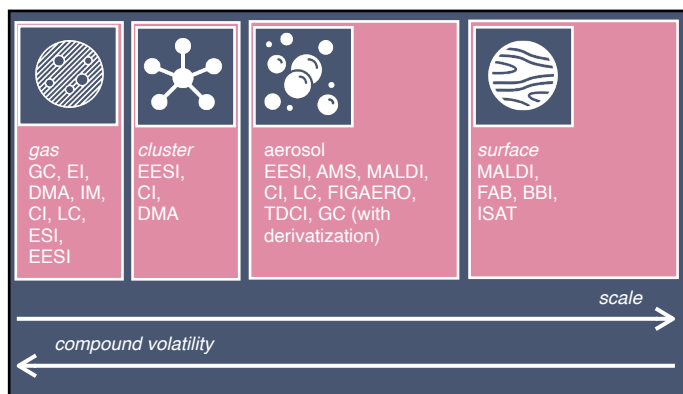 gas
GC, EI,
DMA, IM,
CI, LC,
ESI,
EESI
cluster
EESI,
CI,
DMA
aerosol
EESI, AMS, MALDI,
CI, LC, FIGAERO,
TDCI, GC (with
derivatization)
surface
MALDI,
FAB, BBI,
ISAT
scale
compound volatility